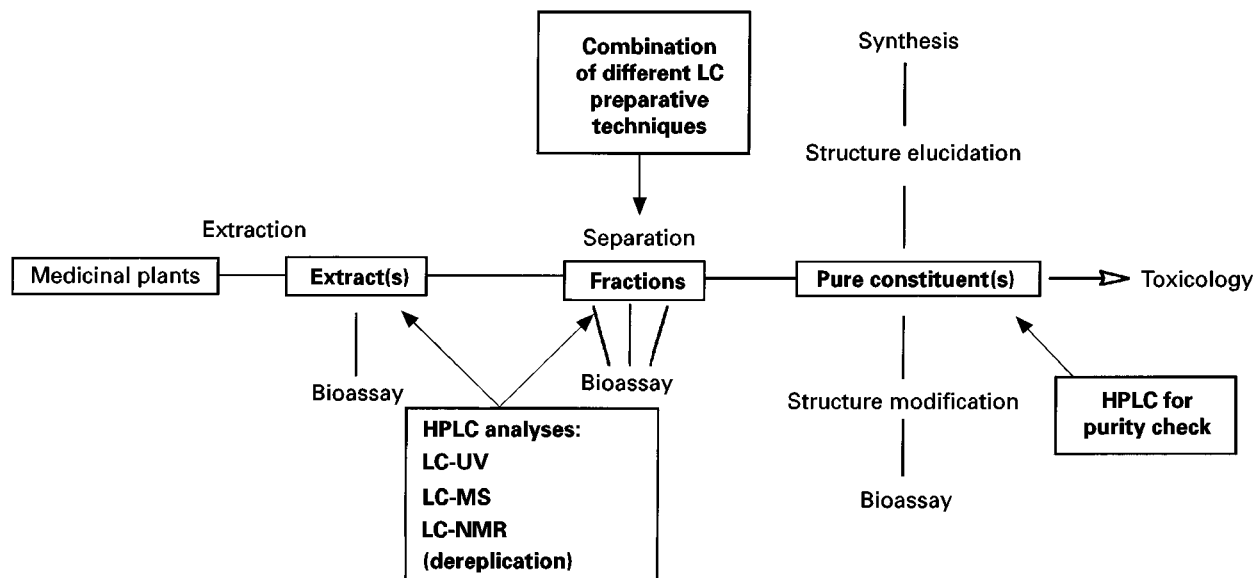 Combination
of different LC
preparative
techniques
Synthesis
Structure elucidation
Extraction
Separation
Medicinal plants
Extract(s)
Fractions
Pure constituent(s)
Toxicology
Bioassay
Bioassay
Structure modification
HPLC for
purity check
HPLC analyses:
LC-UV
LC-MS
LC-NMR
(dereplication)
Bioassay